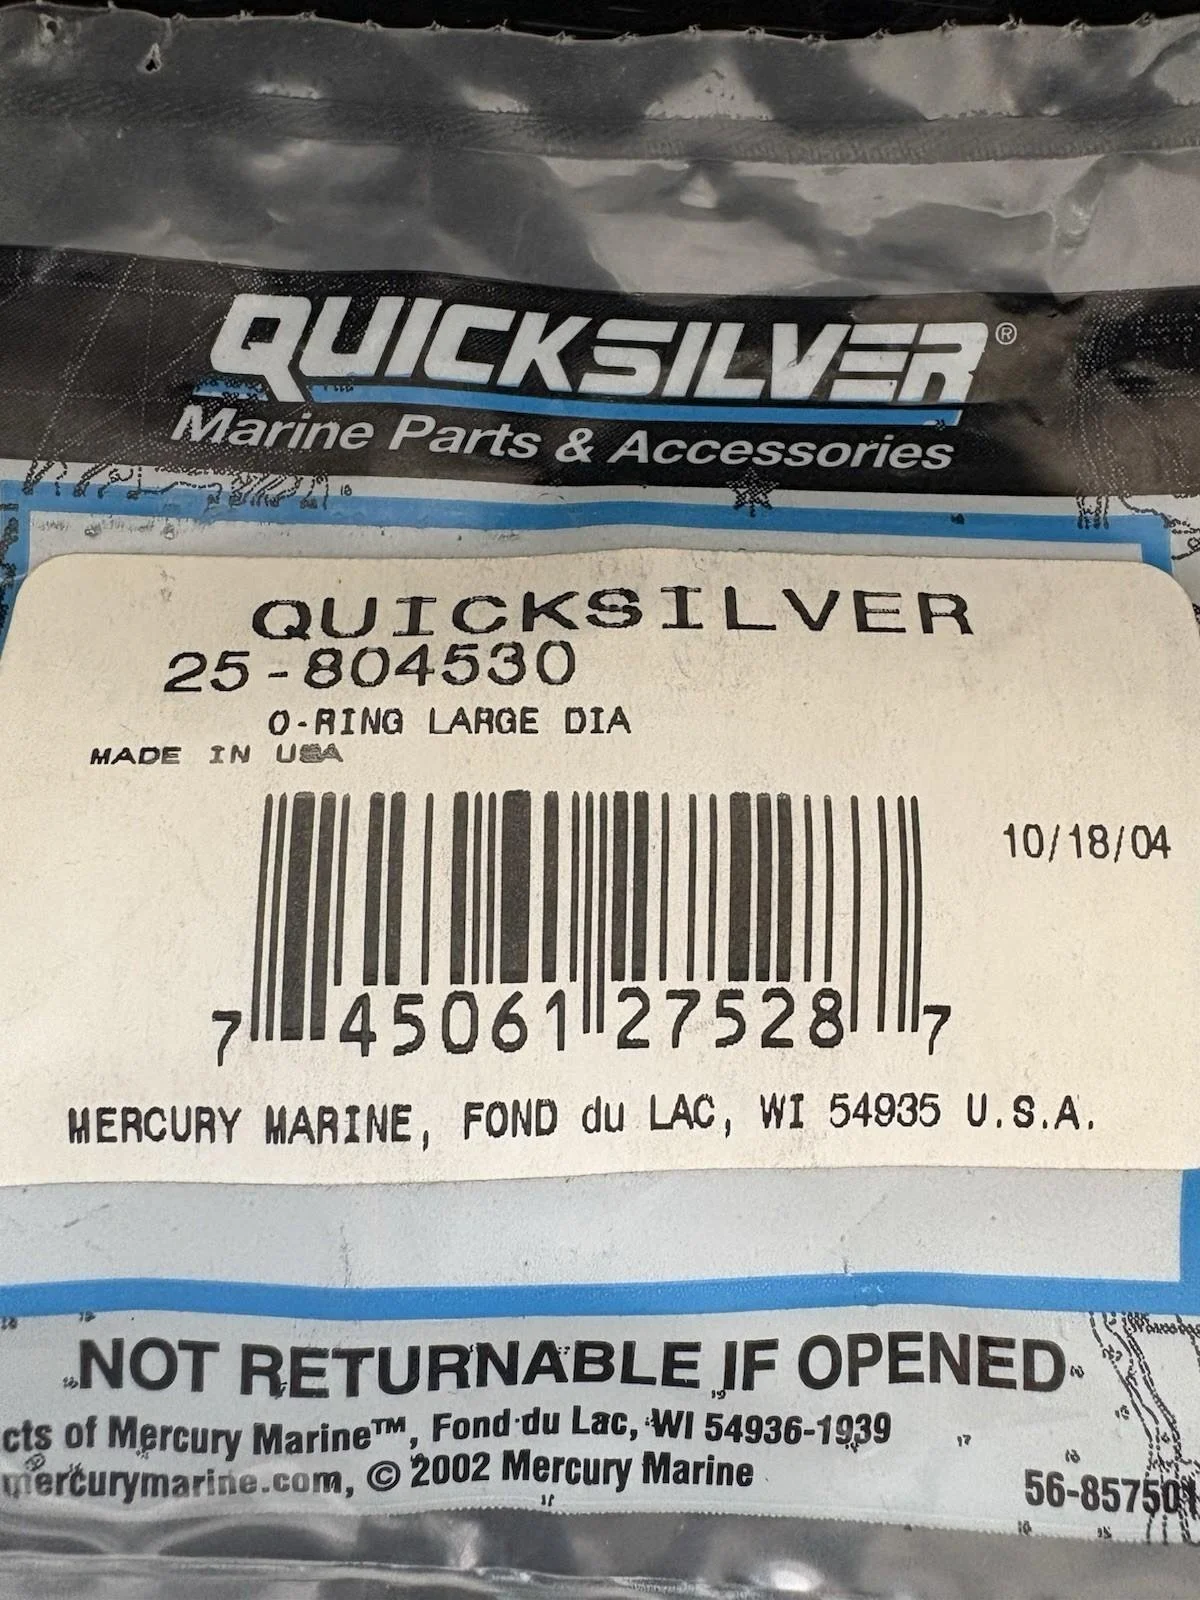 QUICKSILVER®
Marine Parts & Accessories
QUICKSILVER
25-804530
O-RING LARGE DIA
MADE IN USA
10/18/04
7 45061 27528 7
MERCURY MARINE, FOND du LAC, WI 54935 U.S.A.
NOT RETURNABLE IF OPENED
cts of Mercury Marine™, Fond du Lac, WI 54936-1939
mercurymarine.com, © 2002 Mercury Marine
56-857501